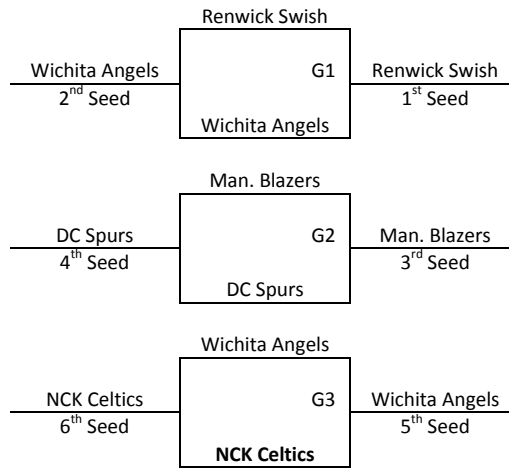 Renwick Swish
Wichita Angels G1 Renwick Swish
2nd Seed 1st Seed
Wichita Angels
Man. Blazers
DC Spurs G2 Man. Blazers
4th Seed 3rd Seed
DC Spurs
Wichita Angels
NCK Celtics G3 Wichita Angels
6th Seed 5th Seed
NCK Celtics